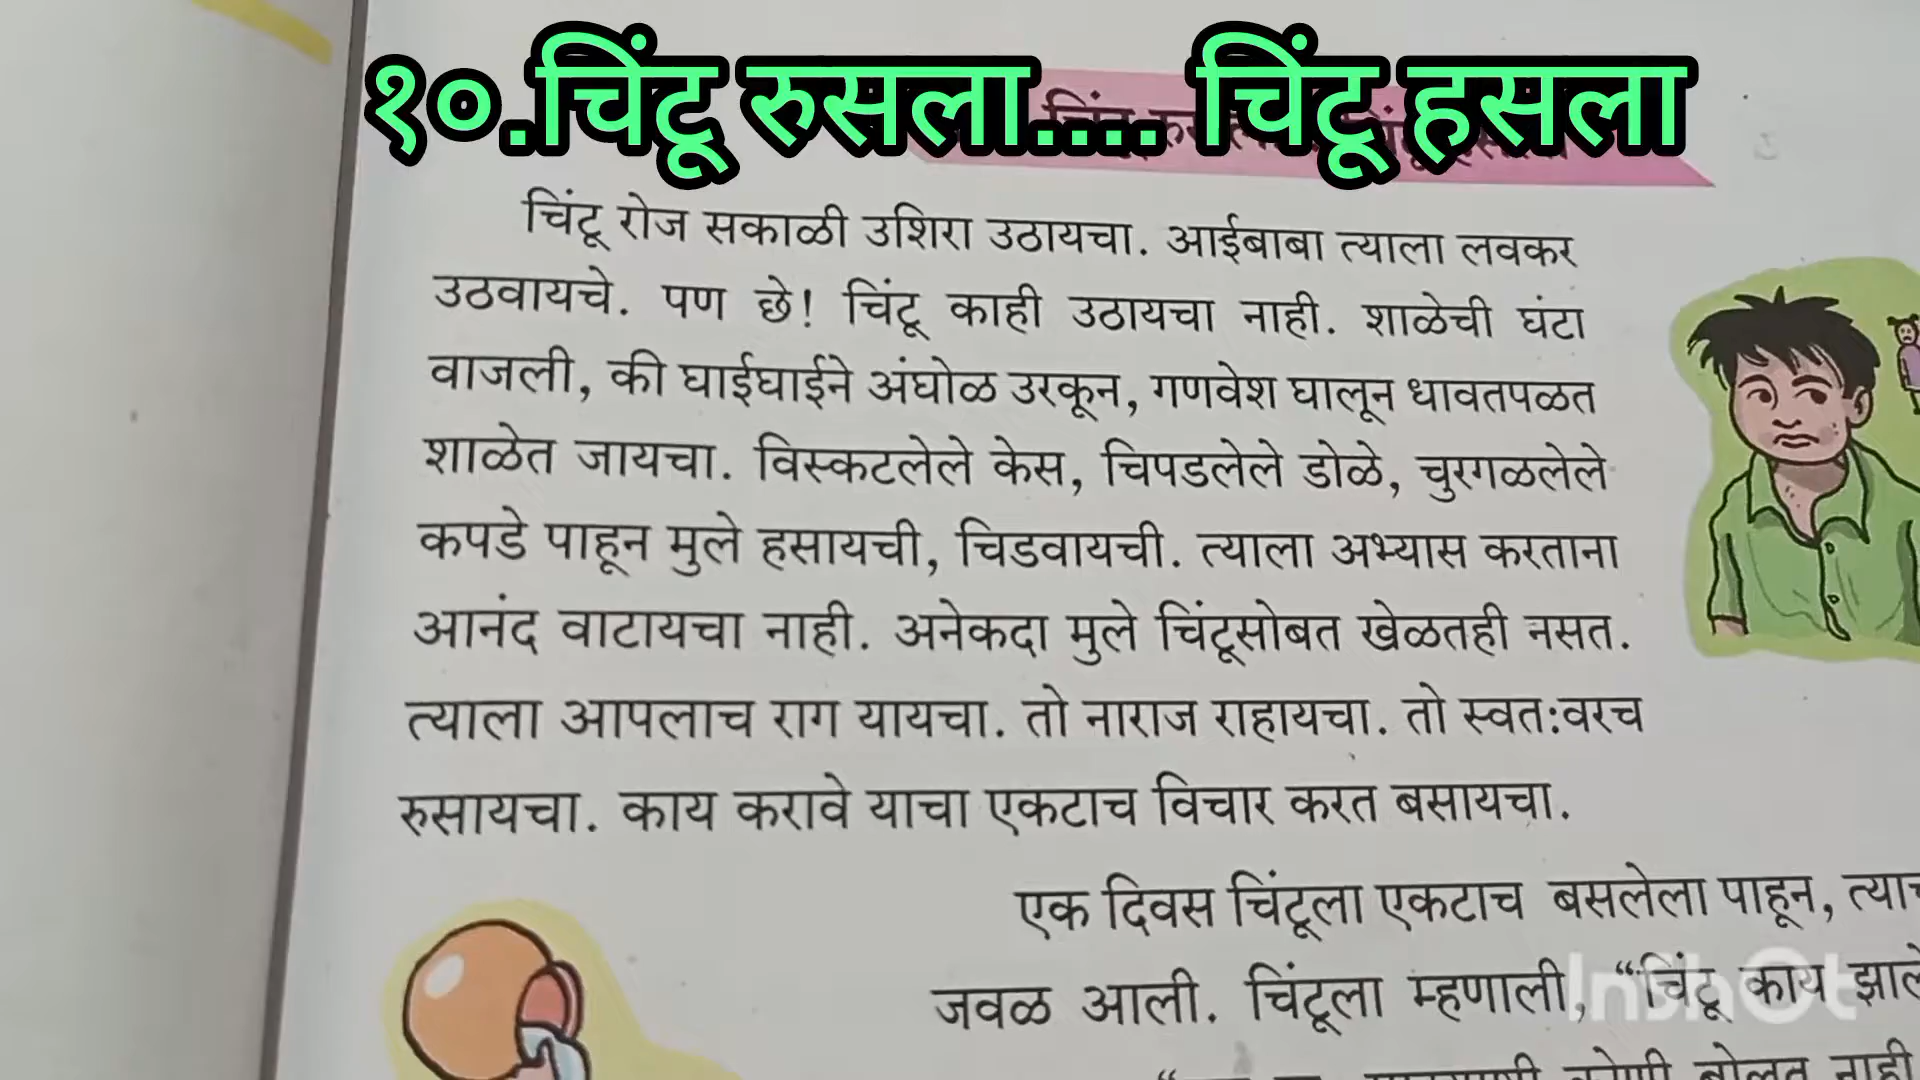 १०.चिंटू रुसला.... चिंटू हसला
चिंटू रोज सकाळी उशिरा उठायचा. आईबाबा त्याला लवकर
उठवायचे. पण छे! चिंटू काही उठायचा नाही. शाळेची घंटा
वाजली, की घाईघाईने अंघोळ उरकून, गणवेश घालून धावतपळत
शाळेत जायचा. विस्कटलेले केस, चिपडलेले डोळे, चुरगळलेले
कपडे पाहून मुले हसायची, चिडवायची. त्याला अभ्यास करताना
आनंद वाटायचा नाही. अनेकदा मुले चिंटूसोबत खेळतही नसत.
त्याला आपलाच राग यायचा. तो नाराज राहायचा. तो स्वत:वरच
रुसायचा. काय करावे याचा एकटाच विचार करत बसायचा.
एक दिवस चिंटूला एकटाच बसलेला पाहून,
जवळ आली. चिंटूला म्हणाली, “चिंटू काय
बोलत नाही
InShOt